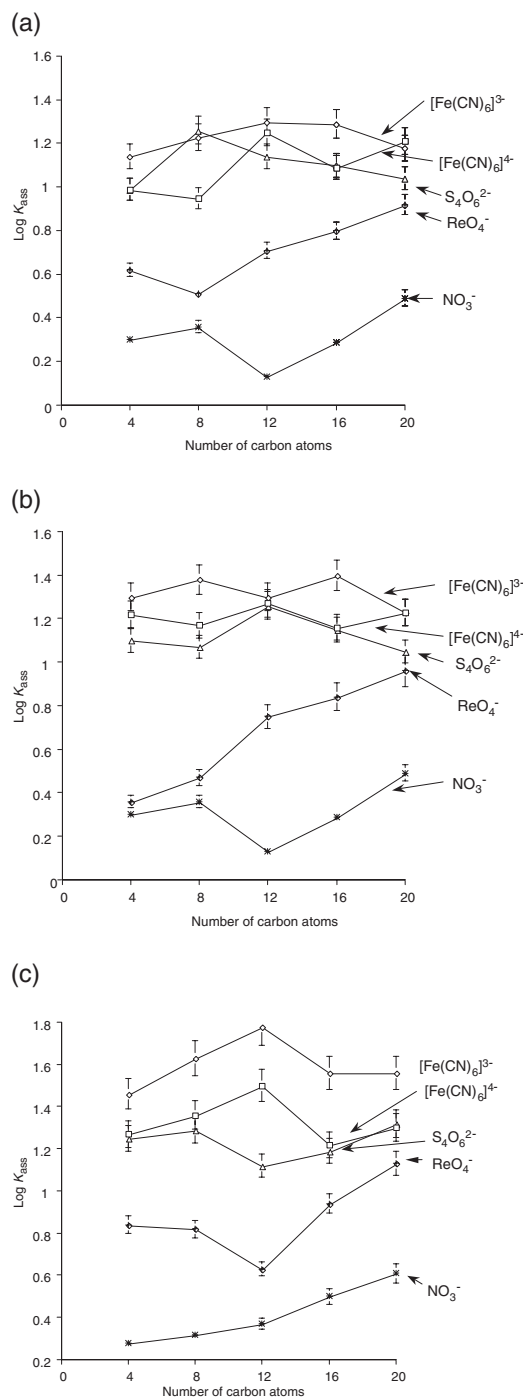 (a)
1.6
1.4
1.2
1
0.8
0.6
0.4
0.2
0
Log Kass
0
4
8
12
16
20
Number of carbon atoms
[Fe(CN)6]3-
[Fe(CN)6]4-
S4O62-
ReO4-
NO3-
(b)
1.6
1.4
1.2
1
0.8
0.6
0.4
0.2
0
Log Kass
0
4
8
12
16
20
Number of carbon atoms
[Fe(CN)6]3-
[Fe(CN)6]4-
S4O62-
ReO4-
NO3-
(c)
1.8
1.6
1.4
1.2
1
0.8
0.6
0.4
0.2
Log Kass
0
4
8
12
16
20
Number of carbon atoms
[Fe(CN)6]3-
[Fe(CN)6]4-
S4O62-
ReO4-
NO3-